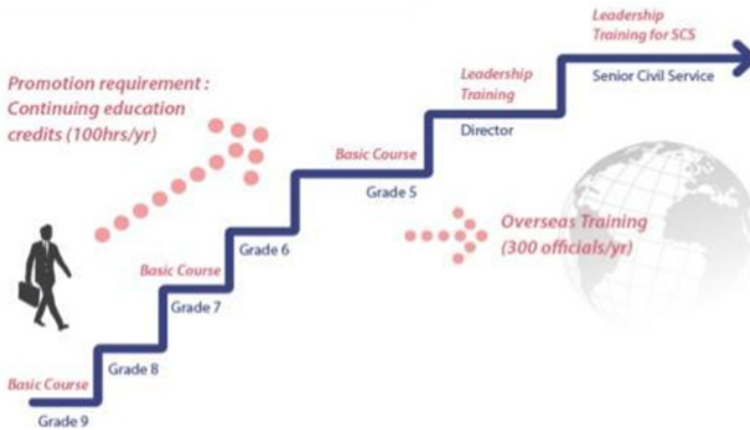 Leadership
Training for SCS
Senior Civil Service
Leadership
Training
Director
Promotion requirement :
Continuing education
credits (100hrs/yr)
Basic Course
Grade 5
Overseas Training
(300 officials/yr)
Grade 6
Basic Course
Grade 7
Grade 8
Basic Course
Grade 9